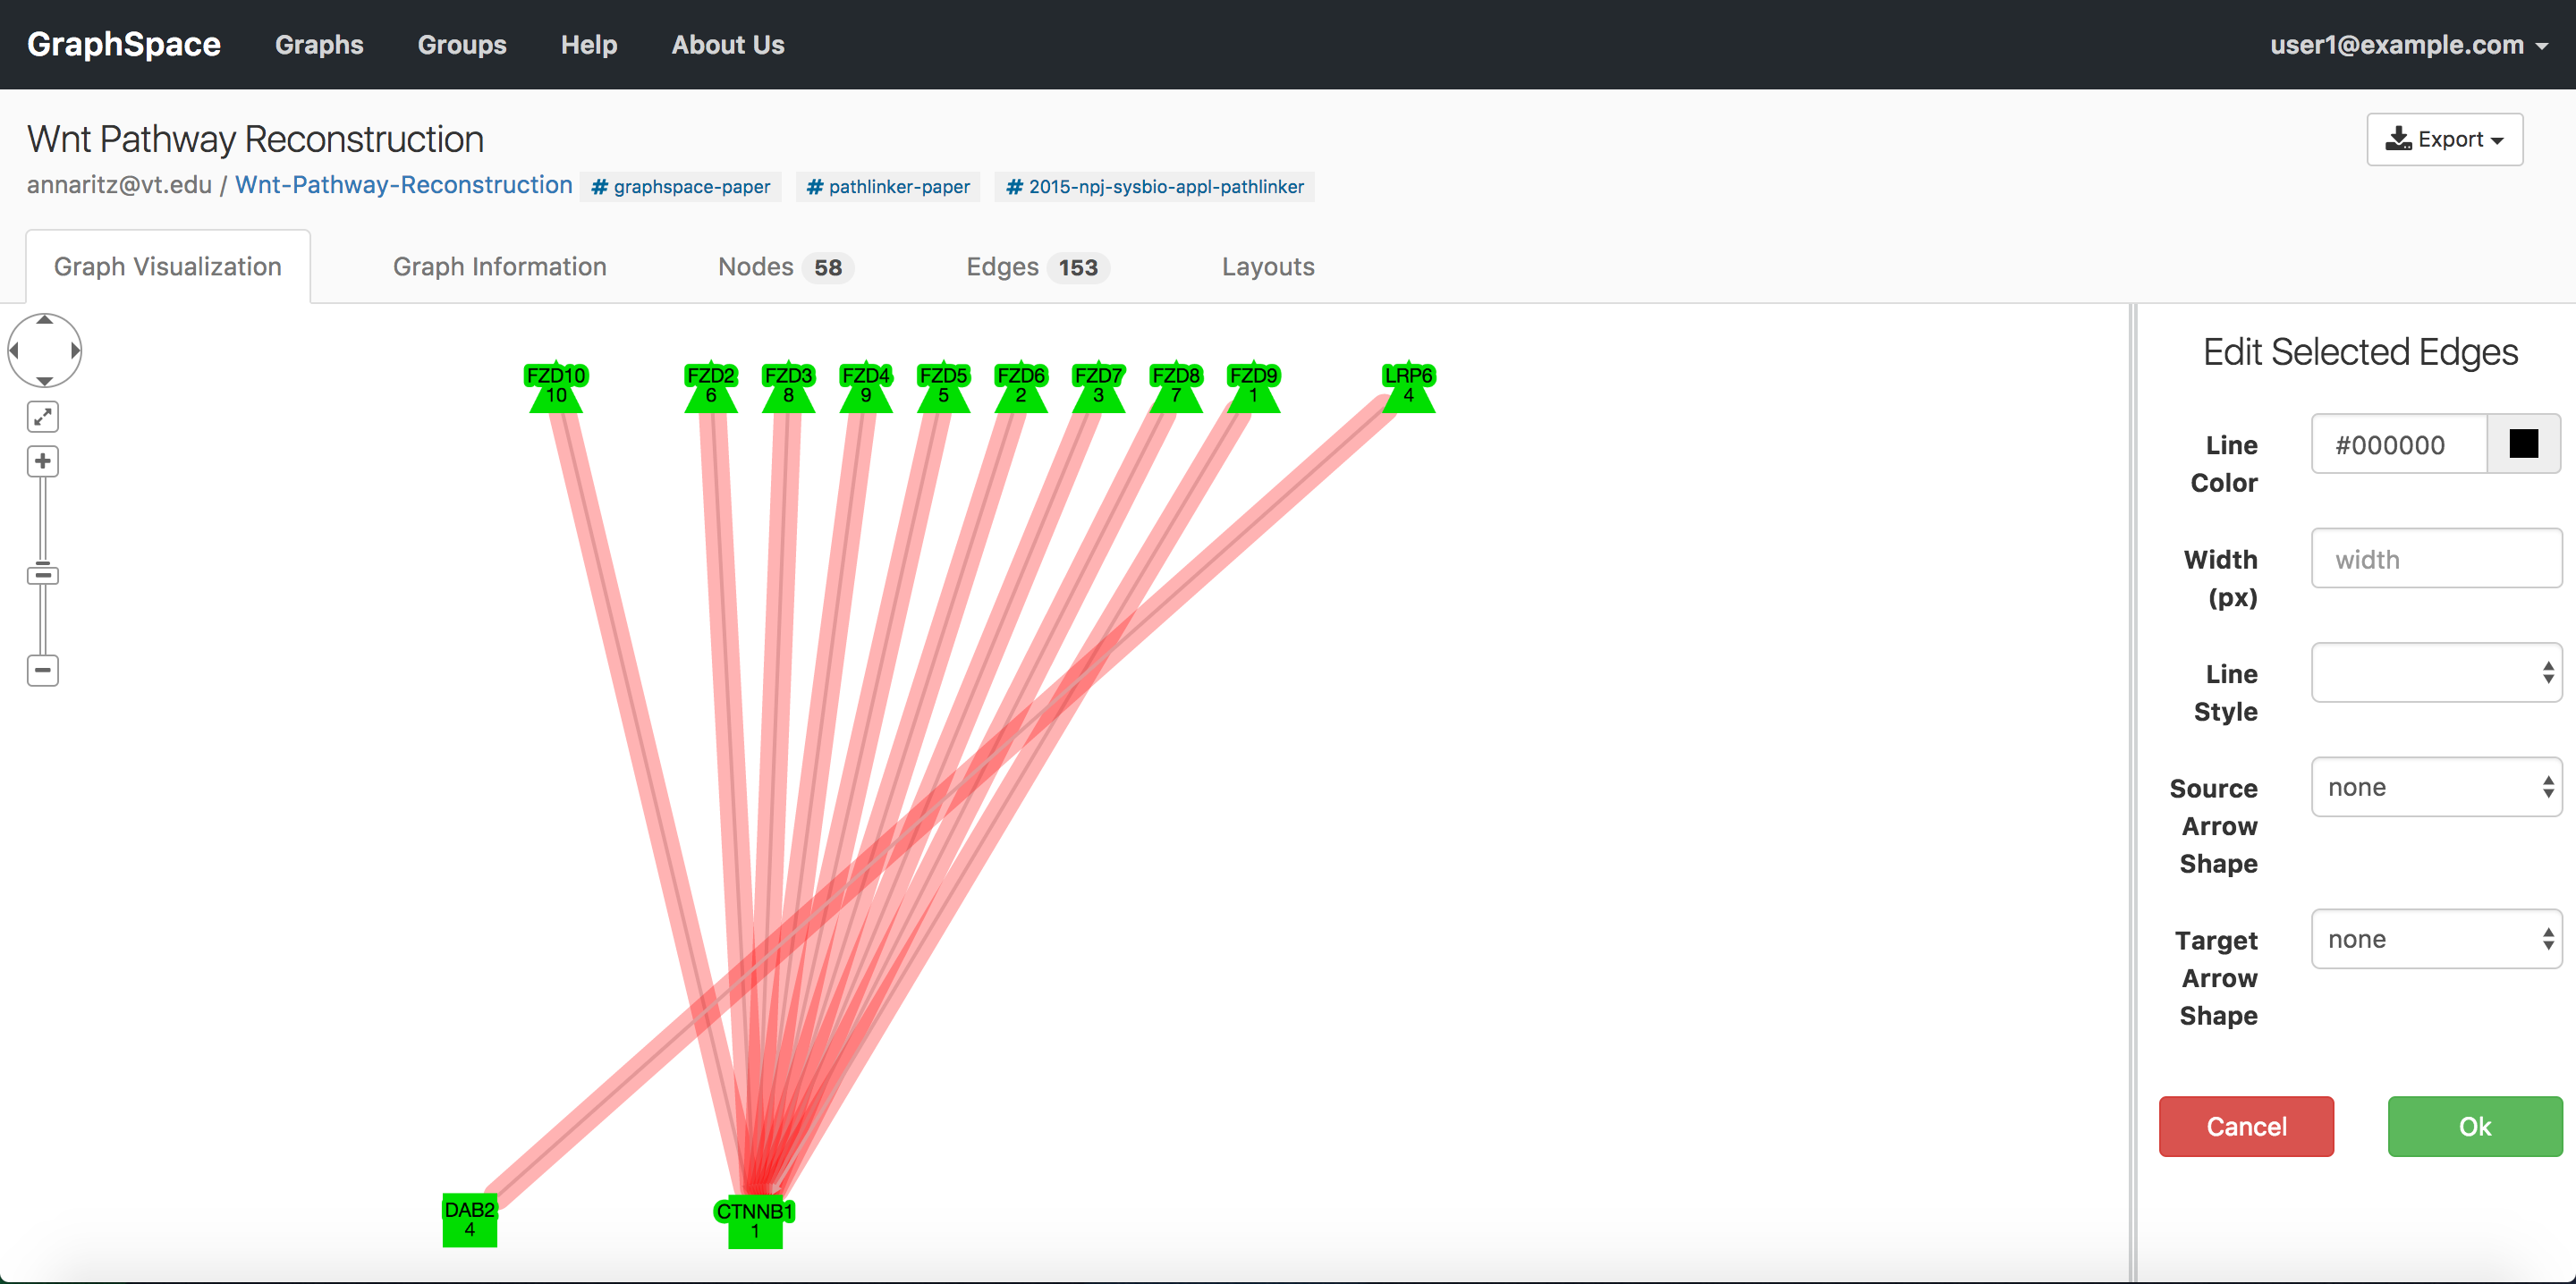 GraphSpace Graphs Groups Help About Us user1@example.com
Wnt Pathway Reconstruction
Export
annaritz@vt.edu / Wnt-Pathway-Reconstruction # graphspace-paper # pathlinker-paper # 2015-npj-sysbio-appl-pathlinker
Graph Visualization Graph Information Nodes 58 Edges 153 Layouts
FZD10 FZD2 FZD3 FZD4 FZD5 FZD6 FZD7 FZD8 FZD9 LRP6
10 6 8 9 5 2 3 7 1 4
DAB2 CTNNB1
4 1
Edit Selected Edges
Line
Color
#000000
Width
(px)
width
Line
Style
Source
Arrow
Shape
none
Target
Arrow
Shape
none
Cancel Ok